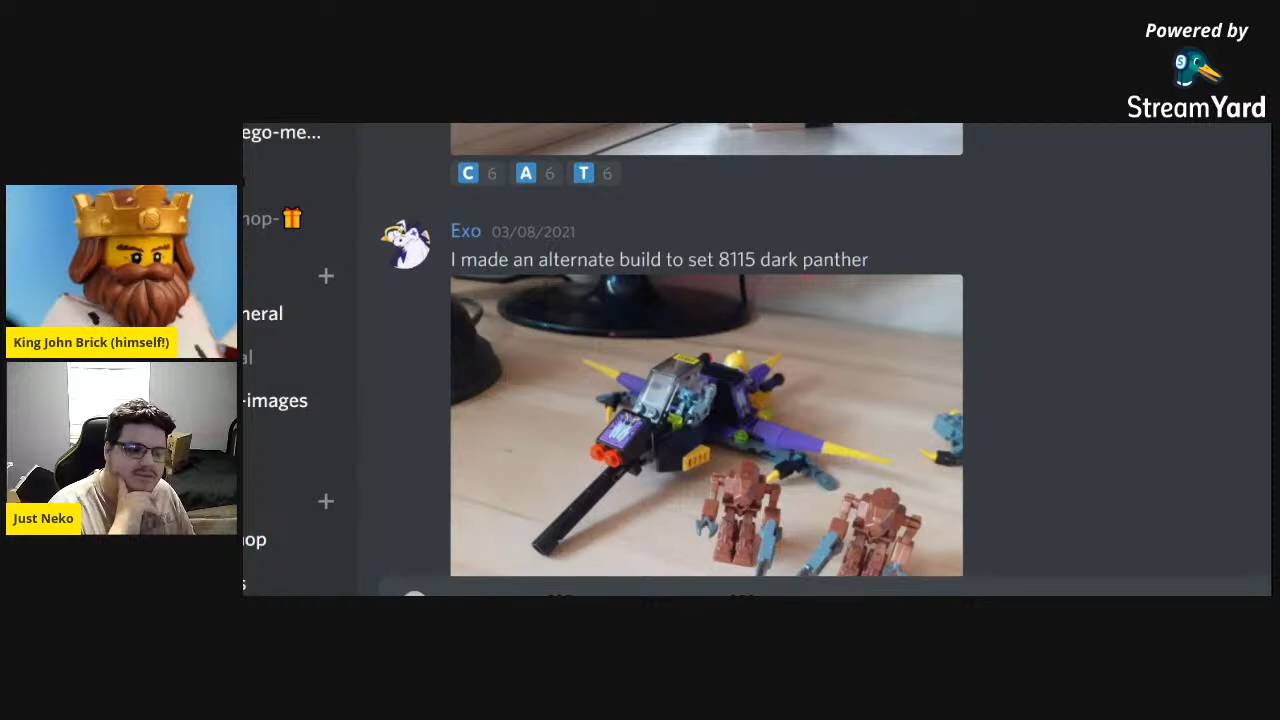 Powered by
StreamYard
ego-me...
C 6 A 6 T 6
hop-
Exo 03/08/2021
I made an alternate build to set 8115 dark panther
neral
al
-images
King John Brick (himself!)
Just Neko
op
s